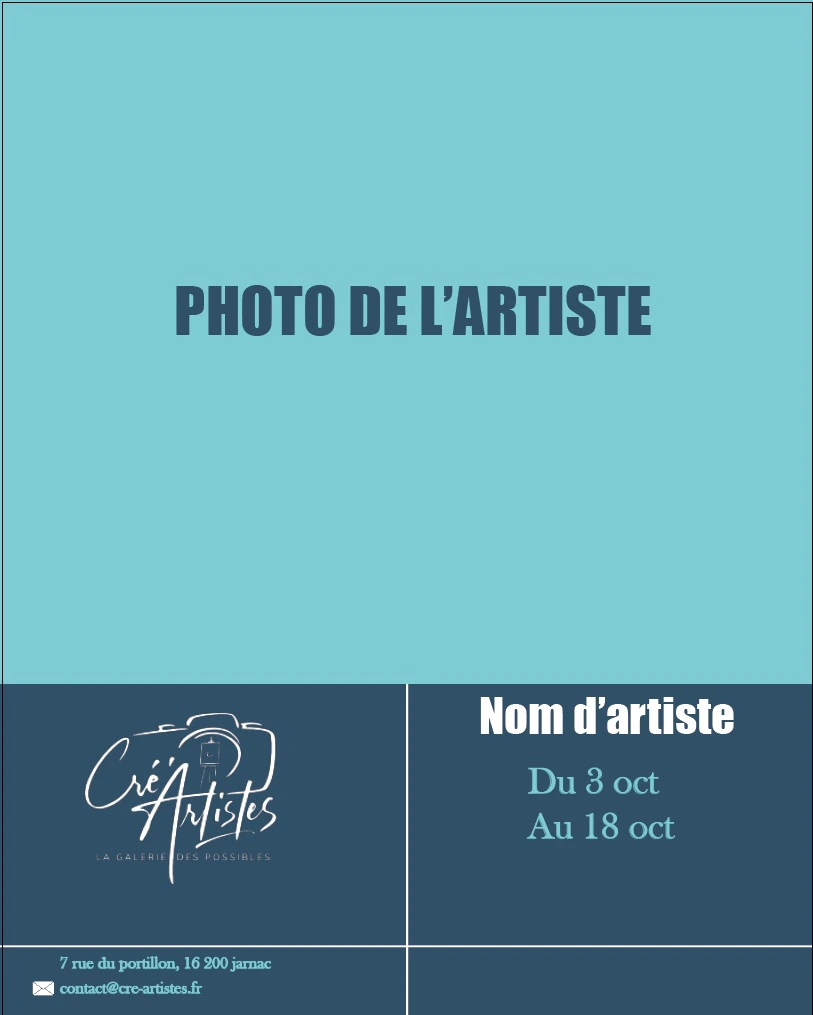 PHOTO DE L’ARTISTE
Créa'Artistes
LA GALERIE DES POSSIBLES
Nom d’artiste
Du 3 oct
Au 18 oct
7 rue du portillon, 16 200 jarnac
contact@cre-artistes.fr